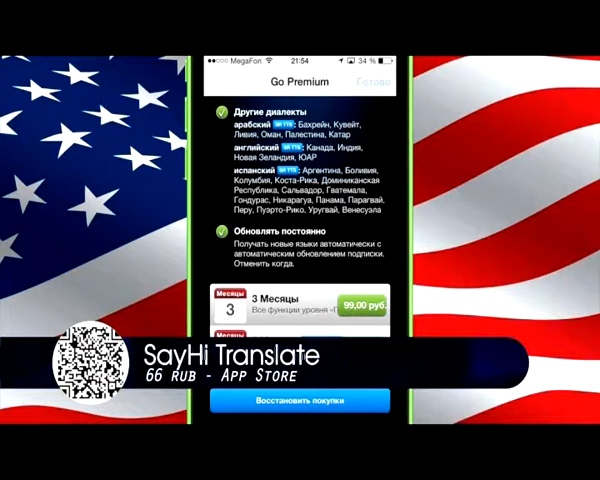 MegaFon 21:54 34 %
Go Premium Готово
Другие диалекты
арабский : Бахрейн, Кувейт,
Ливия, Оман, Палестина, Катар
английский : Канада, Индия,
Новая Зеландия, ЮАР
испанский : Аргентина, Боливия,
Колумбия, Коста-Рика, Доминиканская
Республика, Сальвадор, Гватемала,
Гондурас, Никарагуа, Панама, Парагвай,
Перу, Пуэрто-Рико, Уругвай, Венесуэла
Обновлять постоянно
Получать новые языки автоматически с
автоматическим обновлением подписки.
Отменить когда.
Месяцы
3
3 Месяцы
Все функции уровня
99,00 руб.
Месяцы
SayHi Translate
66 RUB - APP STORE
Восстановить покупки